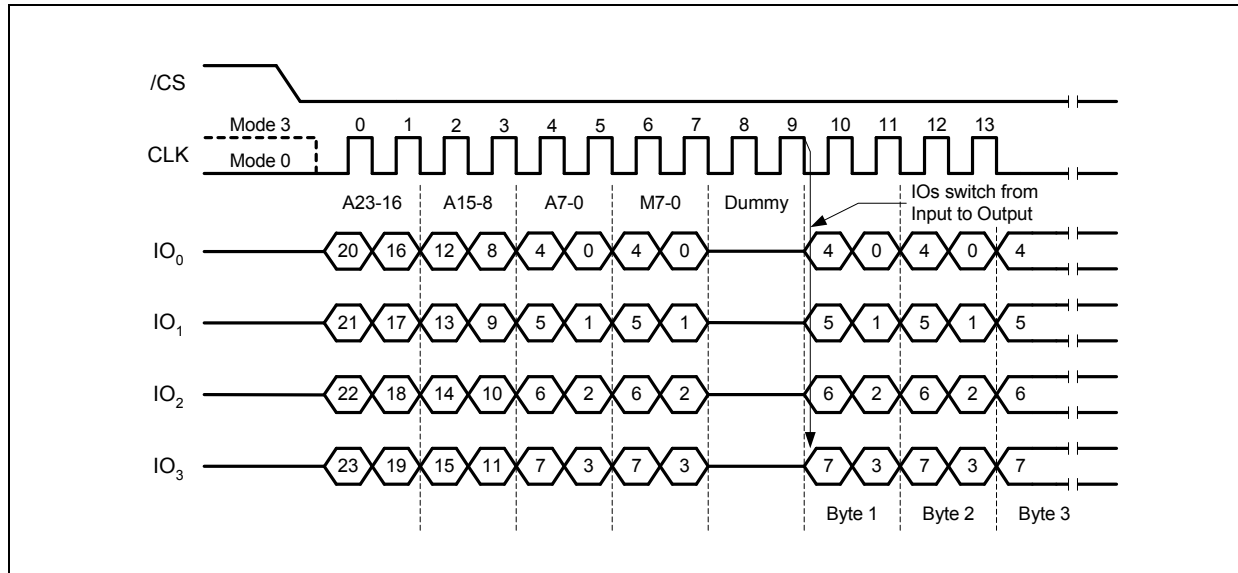 /CS
Mode 3 0 1 2 3 4 5 6 7 8 9 10 11 12 13
CLK
Mode 0
A23-16 A15-8 A7-0 M7-0 Dummy
IOs switch from
Input to Output
IO0 20 16 12 8 4 0 4 0 4 0 4 0 4
IO1 21 17 13 9 5 1 5 1 5 1 5 1 5
IO2 22 18 14 10 6 2 6 2 6 2 6 2 6
IO3 23 19 15 11 7 3 7 3 7 3 7 3 7
Byte 1 Byte 2 Byte 3